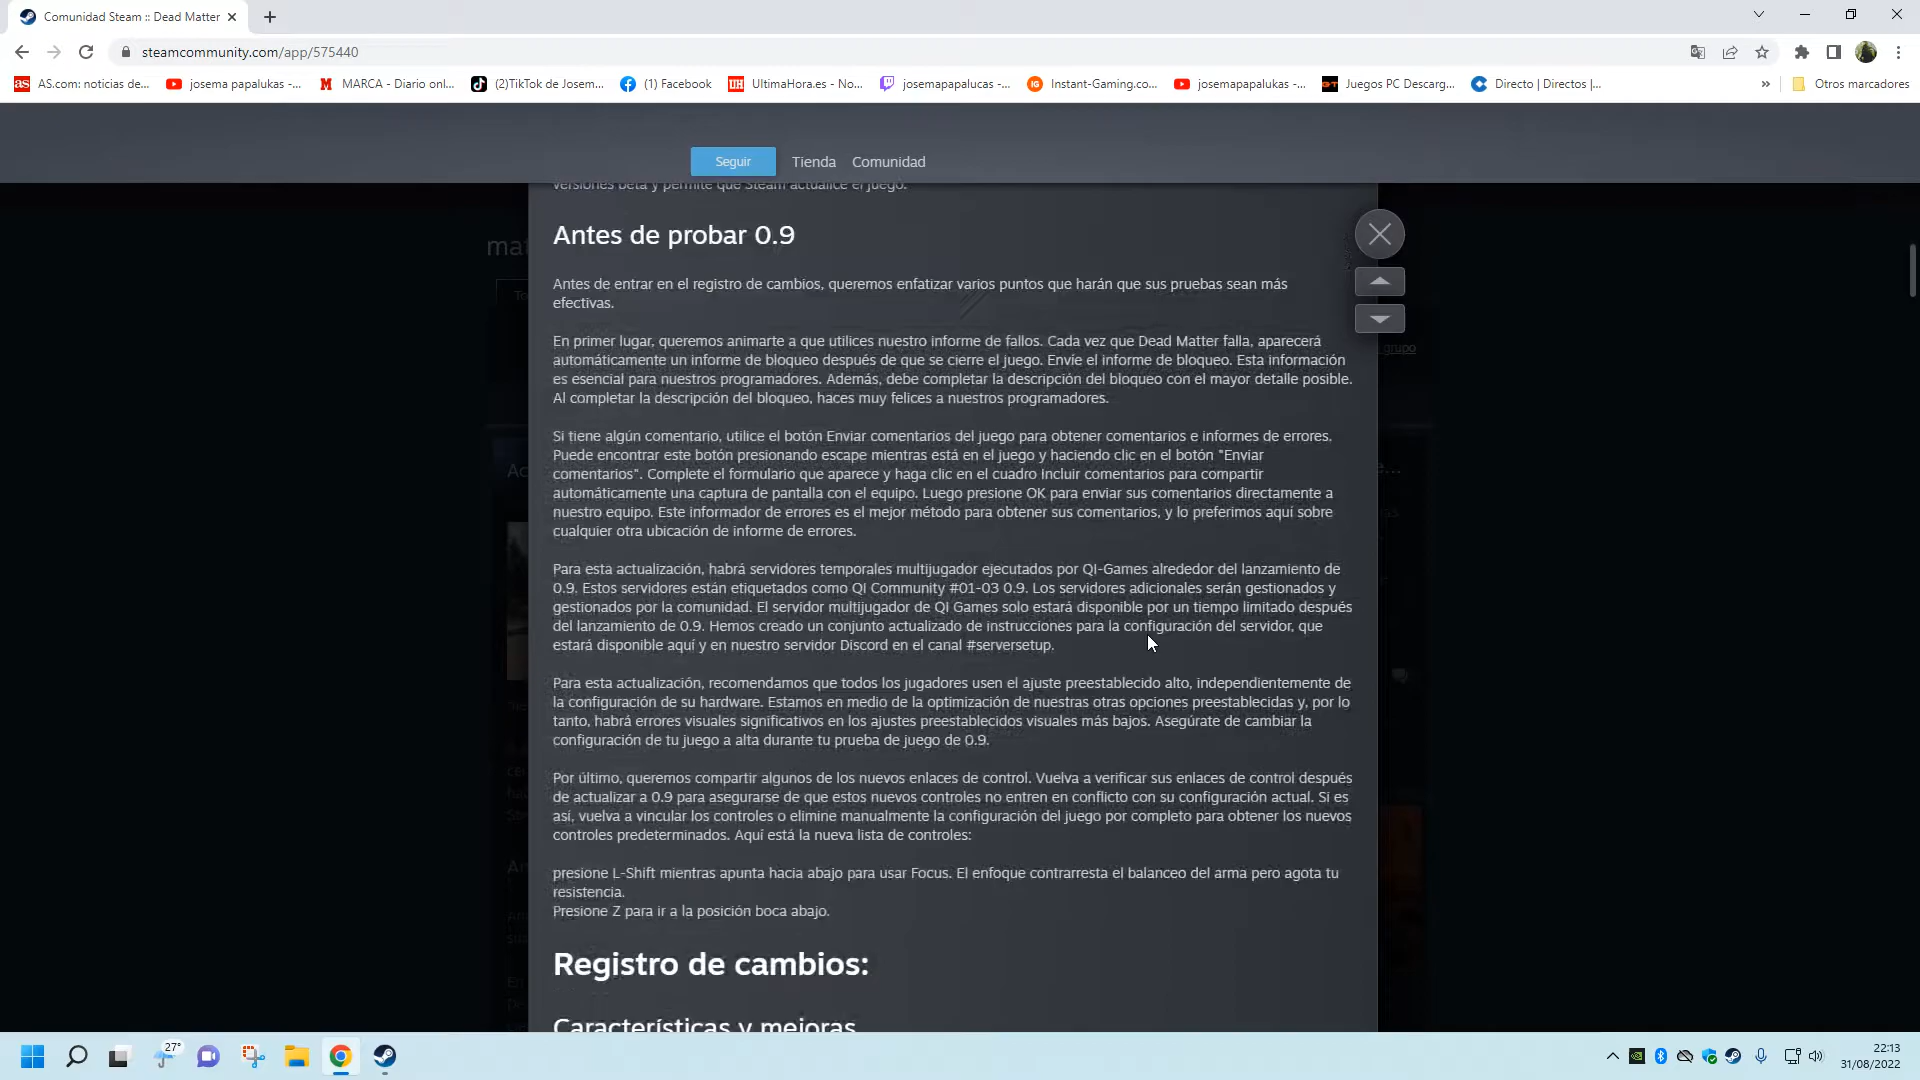 Comunidad Steam :: Dead Matter
steamcommunity.com/app/575440
AS.com: noticias de...
josema papalukas -...
MARCA - Diario onl...
(2)TikTok de Josem...
(1) Facebook
UltimaHora.es - No...
josemapapalucas -...
Instant-Gaming.co...
josemapapalukas -...
Juegos PC Descarg...
Directo | Directos |...
»
Otros marcadores
Seguir
Tienda
Comunidad
versiones beta y permite que Steam actualice el juego.
Antes de probar 0.9
Antes de entrar en el registro de cambios, queremos enfatizar varios puntos que harán que sus pruebas sean más
efectivas.
En primer lugar, queremos animarte a que utilices nuestro informe de fallos. Cada vez que Dead Matter falla, aparecerá
automáticamente un informe de bloqueo después de que se cierre el juego. Envíe el informe de bloqueo. Esta información
es esencial para nuestros programadores. Además, debe completar la descripción del bloqueo con el mayor detalle posible.
Al completar la descripción del bloqueo, haces muy felices a nuestros programadores.
Si tiene algún comentario, utilice el botón Enviar comentarios del juego para obtener comentarios e informes de errores.
Puede encontrar este botón presionando escape mientras está en el juego y haciendo clic en el botón "Enviar
comentarios". Complete el formulario que aparece y haga clic en el cuadro Incluir comentarios para compartir
automáticamente una captura de pantalla con el equipo. Luego presione OK para enviar sus comentarios directamente a
nuestro equipo. Este informador de errores es el mejor método para obtener sus comentarios, y lo preferimos aquí sobre
cualquier otra ubicación de informe de errores.
Para esta actualización, habrá servidores temporales multijugador ejecutados por QI-Games alrededor del lanzamiento de
0.9. Estos servidores están etiquetados como QI Community #01-03 0.9. Los servidores adicionales serán gestionados y
gestionados por la comunidad. El servidor multijugador de QI Games solo estará disponible por un tiempo limitado después
del lanzamiento de 0.9. Hemos creado un conjunto actualizado de instrucciones para la configuración del servidor, que
estará disponible aquí y en nuestro servidor Discord en el canal #serversetup.
Para esta actualización, recomendamos que todos los jugadores usen el ajuste preestablecido alto, independientemente de
la configuración de su hardware. Estamos en medio de la optimización de nuestras otras opciones preestablecidas y, por lo
tanto, habrá errores visuales significativos en los ajustes preestablecidos visuales más bajos. Asegúrate de cambiar la
configuración de tu juego a alta durante tu prueba de juego de 0.9.
Por último, queremos compartir algunos de los nuevos enlaces de control. Vuelva a verificar sus enlaces de control después
de actualizar a 0.9 para asegurarse de que estos nuevos controles no entren en conflicto con su configuración actual. Si es
así, vuelva a vincular los controles o elimine manualmente la configuración del juego por completo para obtener los nuevos
controles predeterminados. Aquí está la nueva lista de controles:
presione L-Shift mientras apunta hacia abajo para usar Focus. El enfoque contrarresta el balanceo del arma pero agota tu
resistencia.
Presione Z para ir a la posición boca abajo.
Registro de cambios:
Características y mejoras
grupo
27°
22:13
31/08/2022